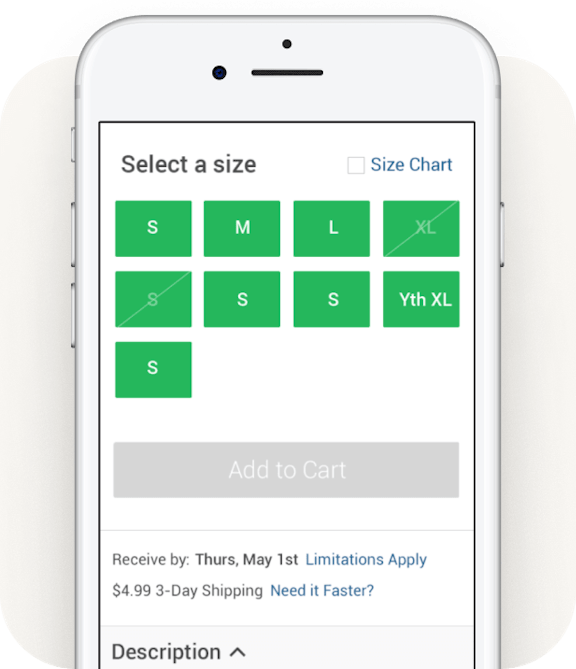 Select a size Size Chart
S M L XL
S S S Yth XL
S
Add to Cart
Receive by: Thurs, May 1st Limitations Apply
$4.99 3-Day Shipping Need it Faster?
Description